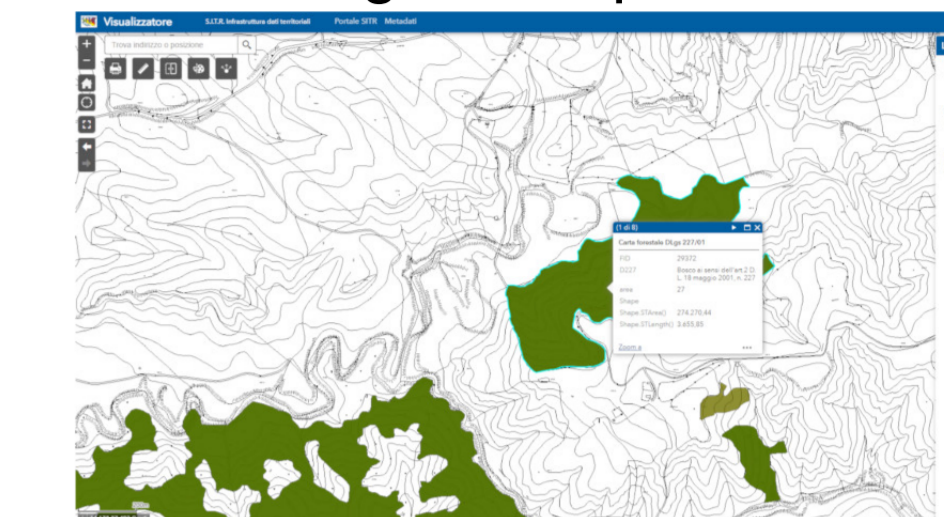 Visualizzatore S.I.T.R. Infrastruttura dati territoriali Portale SITR Metadati
Trova indirizzo o posizione
(1 di 8)
Carta forestale DLgs 227/01
FID 29372
D227 Bosco ai sensi dell'art.2 D.
L. 18 maggio 2001, n. 227
area 27
Shape
Shape.STArea() 274.270,44
Shape.STLength() 3.655,85
Zoom a